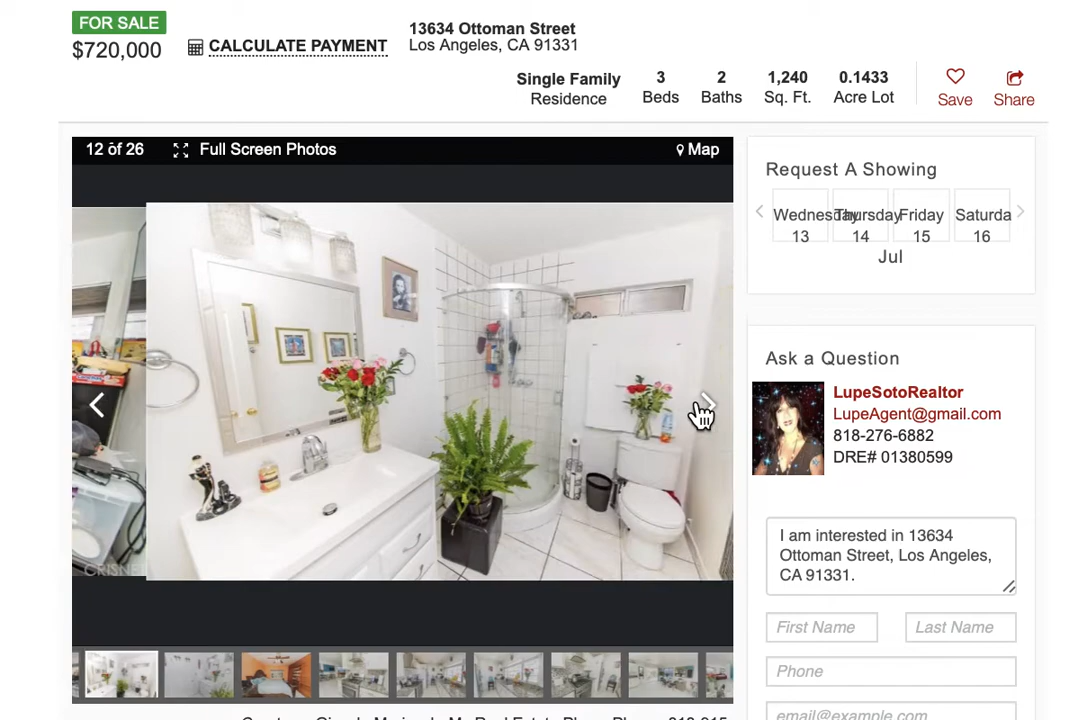 FOR SALE
$720,000
CALCULATE PAYMENT
13634 Ottoman Street
Los Angeles, CA 91331
Single Family
Residence
3
Beds
2
Baths
1,240
Sq. Ft.
0.1433
Acre Lot
Save
Share
12 of 26
Full Screen Photos
Map
Request A Showing
Wednesday
13
Thursday
14
Friday
15
Saturda
16
Jul
Ask a Question
LupeSotoRealtor
LupeAgent@gmail.com
818-276-6882
DRE# 01380599
I am interested in 13634
Ottoman Street, Los Angeles,
CA 91331.
First Name
Last Name
Phone
email@example.com